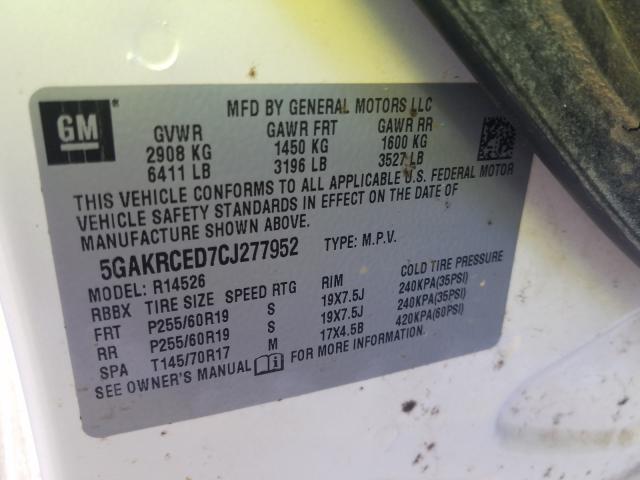 GM
MFD BY GENERAL MOTORS LLC
GVWR GAWR FRT GAWR RR
2908 KG 1450 KG 1600 KG
6411 LB 3196 LB 3527 LB
THIS VEHICLE CONFORMS TO ALL APPLICABLE U.S. FEDERAL MOTOR
VEHICLE SAFETY STANDARDS IN EFFECT ON THE DATE OF
MANUFACTURE SHOWN ABOVE.
5GAKRCED7CJ277952 TYPE: M.P.V.
MODEL: R14526
RBBX TIRE SIZE SPEED RTG RIM COLD TIRE PRESSURE
FRT P255/60R19 S 19X7.5J 240KPA(35PSI)
RR P255/60R19 S 19X7.5J 240KPA(35PSI)
SPA T145/70R17 M 17X4.5B 420KPA(60PSI)
SEE OWNER'S MANUAL FOR MORE INFORMATION.